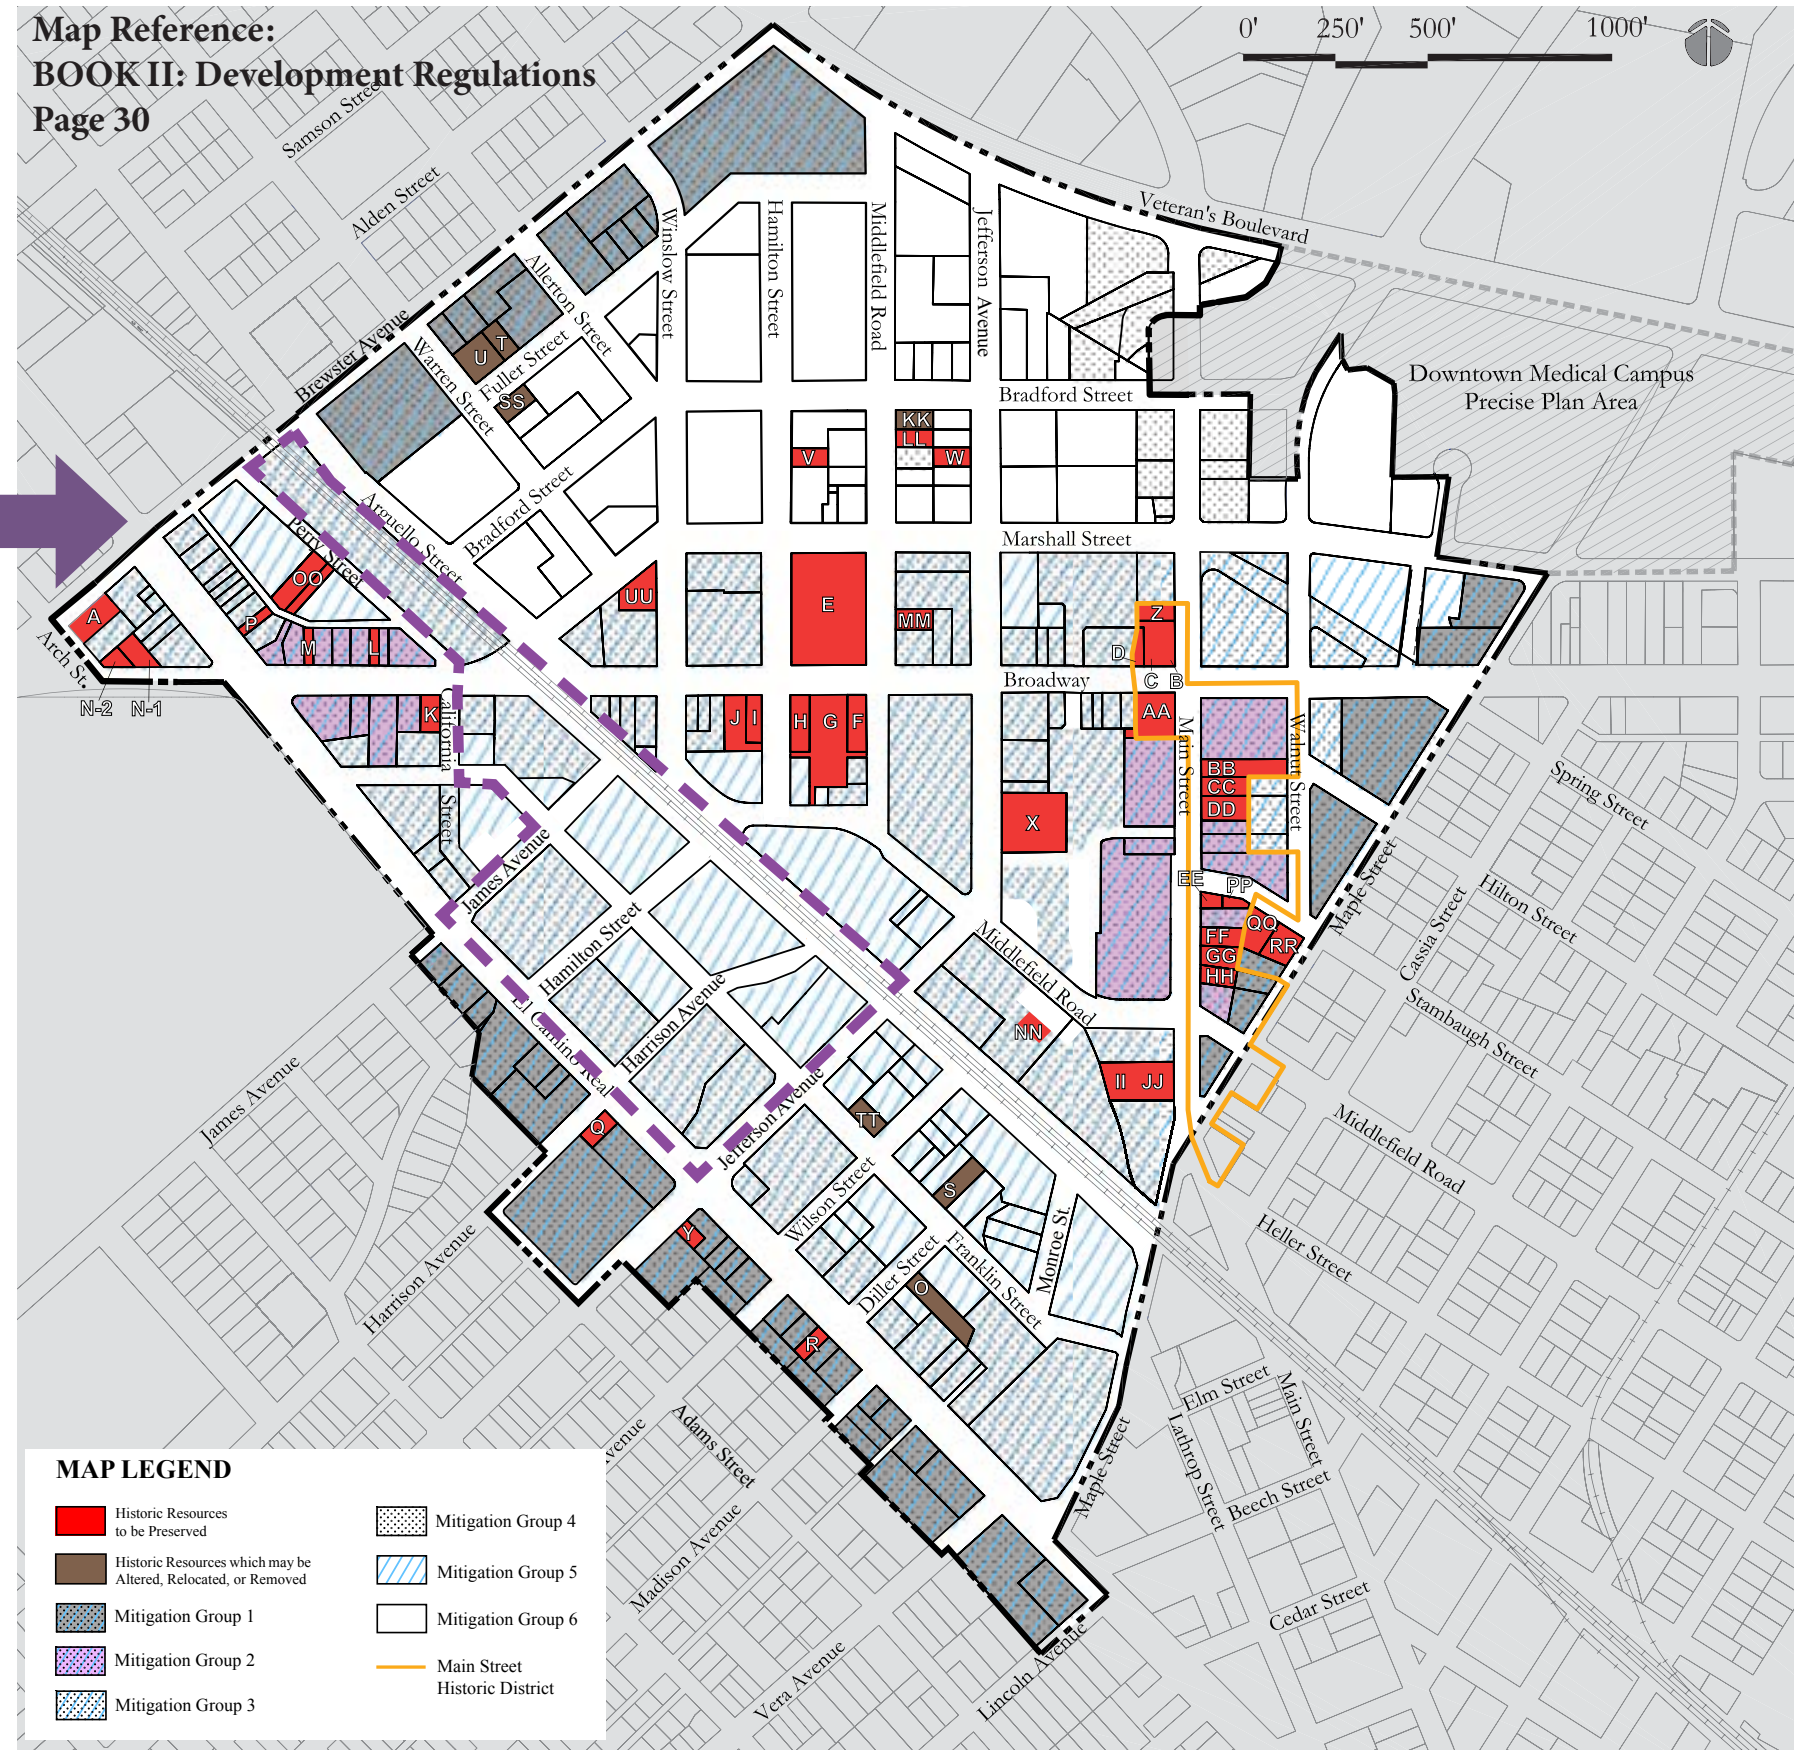 Map Reference:
BOOK II: Development Regulations
Page 30
0' 250' 500' 1000'
Samson Street
Alden Street
Veteran's Boulevard
Winslow Street
Hamilton Street
Middlefield Road
Jefferson Avenue
Allerton Street
Brewster Avenue
Warren Street
Fuller Street
U
T
SS
Downtown Medical Campus
Precise Plan Area
Bradford Street
KK
LL
V
W
Bradford Street
Arguello Street
Perry Street
Marshall Street
OO
A
P
M
L
UU
E
MM
Z
D
C
B
Arch St.
N-2
N-1
Broadway
K
J
I
H
G
F
AA
California
Street
Main Street
Walnut Street
BB
CC
DD
X
Spring Street
James Avenue
EE
PP
QQ
RR
FF
GG
HH
Maple Street
Hilton Street
Cassia Street
Hamilton Street
Middlefield Road
Stambaugh Street
El Camino Real
Harrison Avenue
NN
II
JJ
James Avenue
Jefferson Avenue
TT
Q
Middlefield Road
Wilson Street
S
Y
Monroe St.
Heller Street
Harrison Avenue
Diller Street
Franklin Street
O
R
Elm Street
Main Street
Lathrop Street
Beech Street
Maple Street
venue
Adams Street
Madison Avenue
Cedar Street
Vera Avenue
Lincoln Avenue
MAP LEGEND
Historic Resources
to be Preserved
Historic Resources which may be
Altered, Relocated, or Removed
Mitigation Group 1
Mitigation Group 2
Mitigation Group 3
Mitigation Group 4
Mitigation Group 5
Mitigation Group 6
Main Street
Historic District